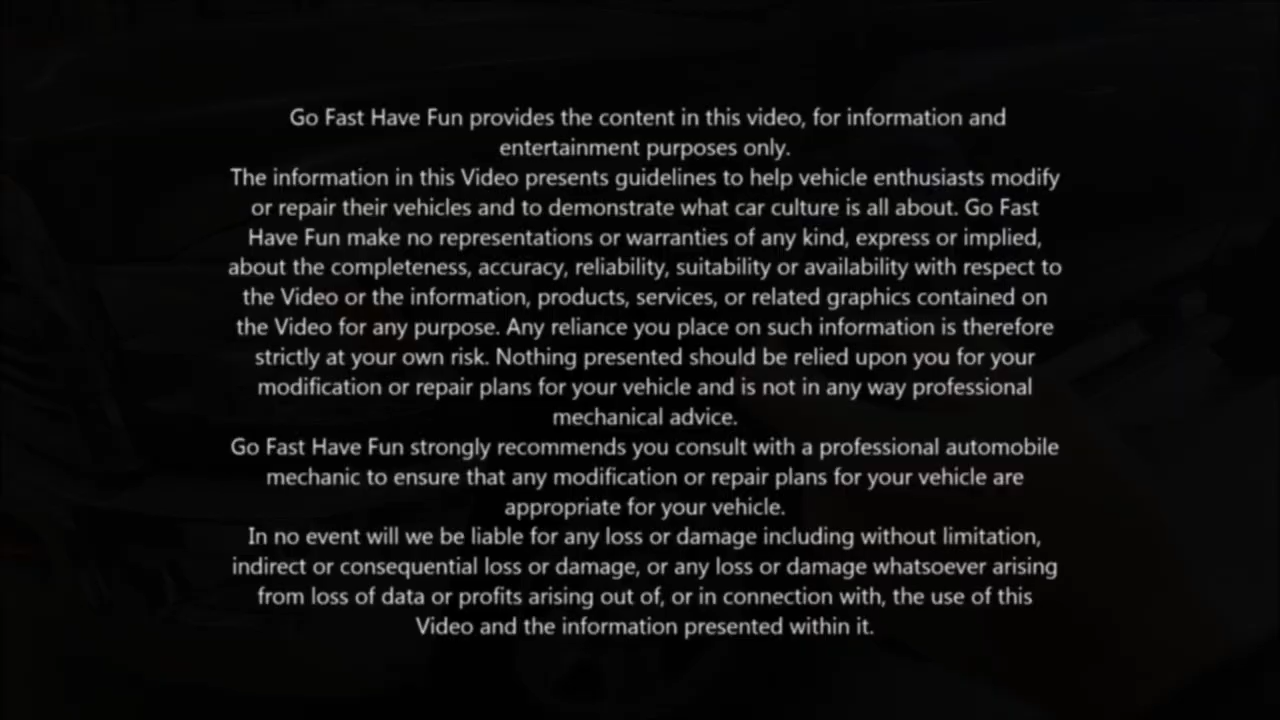 Go Fast Have Fun provides the content in this video, for information and
entertainment purposes only.
The information in this Video presents guidelines to help vehicle enthusiasts modify
or repair their vehicles and to demonstrate what car culture is all about. Go Fast
Have Fun make no representations or warranties of any kind, express or implied,
about the completeness, accuracy, reliability, suitability or availability with respect to
the Video or the information, products, services, or related graphics contained on
the Video for any purpose. Any reliance you place on such information is therefore
strictly at your own risk. Nothing presented should be relied upon you for your
modification or repair plans for your vehicle and is not in any way professional
mechanical advice.
Go Fast Have Fun strongly recommends you consult with a professional automobile
mechanic to ensure that any modification or repair plans for your vehicle are
appropriate for your vehicle.
In no event will we be liable for any loss or damage including without limitation,
indirect or consequential loss or damage, or any loss or damage whatsoever arising
from loss of data or profits arising out of, or in connection with, the use of this
Video and the information presented within it.